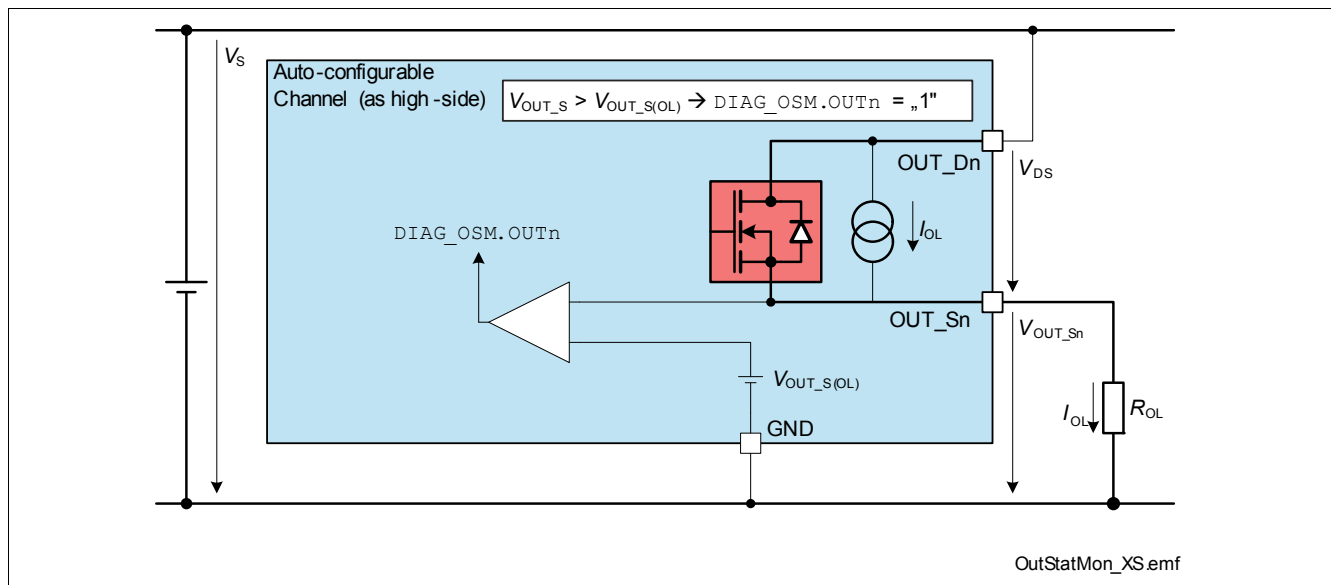 VS
Auto-configurable
Channel (as high-side)
VOUT_S > VOUT_S(OL) → DIAG_OSM.OUTn = „1"
OUT_Dn
VDS
IOL
DIAG_OSM.OUTn
OUT_Sn
VOUT_Sn
VOUT_S(OL)
IOL
ROL
GND
OutStatMon_XS.emf